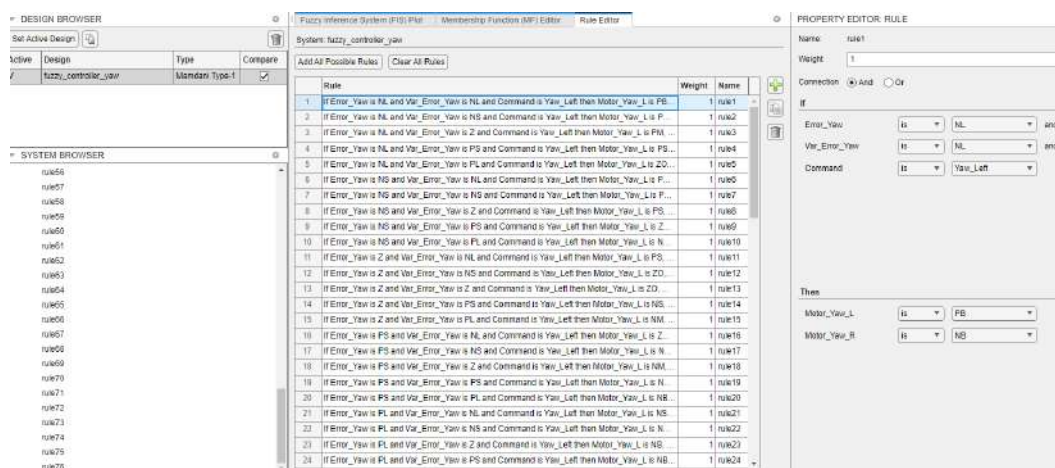 DESIGN BROWSER
Set Active Design
Active Design Type Compare
fuzzy_controller_yaw Mamdani Type-1
SYSTEM BROWSER
rule56
rule57
rule58
rule59
rule60
rule61
rule62
rule63
rule64
rule65
rule66
rule67
rule68
rule69
rule70
rule71
rule72
rule73
rule74
rule75
rule76
Fuzzy Inference System (FIS) Plot Membership Function (MF) Editor Rule Editor
System: fuzzy_controller_yaw
Add All Possible Rules Clear All Rules
Rule Weight Name
1 If Error_Yaw is NL and Var_Error_Yaw is NL and Command is Yaw_Left then Motor_Yaw_L is PB... 1 rule1
2 If Error_Yaw is NL and Var_Error_Yaw is NS and Command is Yaw_Left then Motor_Yaw_L is P... 1 rule2
3 If Error_Yaw is NL and Var_Error_Yaw is Z and Command is Yaw_Left then Motor_Yaw_L is PM, ... 1 rule3
4 If Error_Yaw is NL and Var_Error_Yaw is PS and Command is Yaw_Left then Motor_Yaw_L is PS... 1 rule4
5 If Error_Yaw is NL and Var_Error_Yaw is PL and Command is Yaw_Left then Motor_Yaw_L is ZO... 1 rule5
6 If Error_Yaw is NS and Var_Error_Yaw is NL and Command is Yaw_Left then Motor_Yaw_L is P... 1 rule6
7 If Error_Yaw is NS and Var_Error_Yaw is NS and Command is Yaw_Left then Motor_Yaw_L is P... 1 rule7
8 If Error_Yaw is NS and Var_Error_Yaw is Z and Command is Yaw_Left then Motor_Yaw_L is PS, ... 1 rule8
9 If Error_Yaw is NS and Var_Error_Yaw is PS and Command is Yaw_Left then Motor_Yaw_L is Z... 1 rule9
10 If Error_Yaw is NS and Var_Error_Yaw is PL and Command is Yaw_Left then Motor_Yaw_L is N... 1 rule10
11 If Error_Yaw is Z and Var_Error_Yaw is NL and Command is Yaw_Left then Motor_Yaw_L is PS, ... 1 rule11
12 If Error_Yaw is Z and Var_Error_Yaw is NS and Command is Yaw_Left then Motor_Yaw_L is ZO, ... 1 rule12
13 If Error_Yaw is Z and Var_Error_Yaw is Z and Command is Yaw_Left then Motor_Yaw_L is ZO, ... 1 rule13
14 If Error_Yaw is Z and Var_Error_Yaw is PS and Command is Yaw_Left then Motor_Yaw_L is NS, ... 1 rule14
15 If Error_Yaw is Z and Var_Error_Yaw is PL and Command is Yaw_Left then Motor_Yaw_L is NM, ... 1 rule15
16 If Error_Yaw is PS and Var_Error_Yaw is NL and Command is Yaw_Left then Motor_Yaw_L is Z... 1 rule16
17 If Error_Yaw is PS and Var_Error_Yaw is NS and Command is Yaw_Left then Motor_Yaw_L is N... 1 rule17
18 If Error_Yaw is PS and Var_Error_Yaw is Z and Command is Yaw_Left then Motor_Yaw_L is NM, ... 1 rule18
19 If Error_Yaw is PS and Var_Error_Yaw is PS and Command is Yaw_Left then Motor_Yaw_L is N... 1 rule19
20 If Error_Yaw is PS and Var_Error_Yaw is PL and Command is Yaw_Left then Motor_Yaw_L is NB... 1 rule20
21 If Error_Yaw is PL and Var_Error_Yaw is NL and Command is Yaw_Left then Motor_Yaw_L is NS... 1 rule21
22 If Error_Yaw is PL and Var_Error_Yaw is NS and Command is Yaw_Left then Motor_Yaw_L is N... 1 rule22
23 If Error_Yaw is PL and Var_Error_Yaw is Z and Command is Yaw_Left then Motor_Yaw_L is NB, ... 1 rule23
24 If Error_Yaw is PL and Var_Error_Yaw is PS and Command is Yaw_Left then Motor_Yaw_L is NB... 1 rule24
PROPERTY EDITOR: RULE
Name: rule1
Weight 1
Connection And Or
If
Error_Yaw is NL and
Var_Error_Yaw is NL and
Command is Yaw_Left
Then
Motor_Yaw_L is PB
Motor_Yaw_R is NB